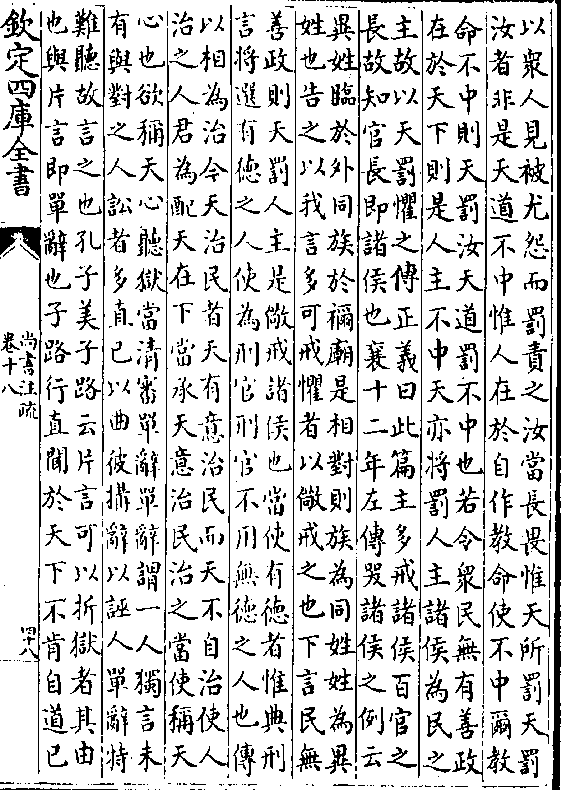 以衆人見被尤怨而罰責之汝當長畏惟天所罰天罰
汝者非是天道不中惟人在於自作教命使不中爾教
命不中則天罰汝天道罰不中也若令衆民無有善政
在於天下則是人主不中天亦將罰人主諸侯為民之
主故以天罰懼之傳正義曰此篇主多戒諸侯百官之
長故知官長即諸侯也襄十二年左傳哭諸侯之例云
異姓臨於外同族於禰廟是相對則族為同姓姓為異
姓也告之以我言多可戒懼者以儆戒之也下言民無
善政則天罰人主是儆戒諸侯也當使有德者惟典刑
言將選有德之人使為刑官刑官不用無德之人也傳
以相為治今天治民者天有意治民而天不自治使人
治之人君為配天在下當承天意治民治之當使稱天
心也欲稱天心聽獄當清審單辭單辭謂一人獨言未
有與對之人訟者多直已以曲彼搆辭以誣人單辭特
難聽故言之也孔子美子路云片言可以折獄者其由
也與片言即單辭也子路行直聞於天下不肯自道已
欽定四庫全書
尚書注疏
卷十八
四八